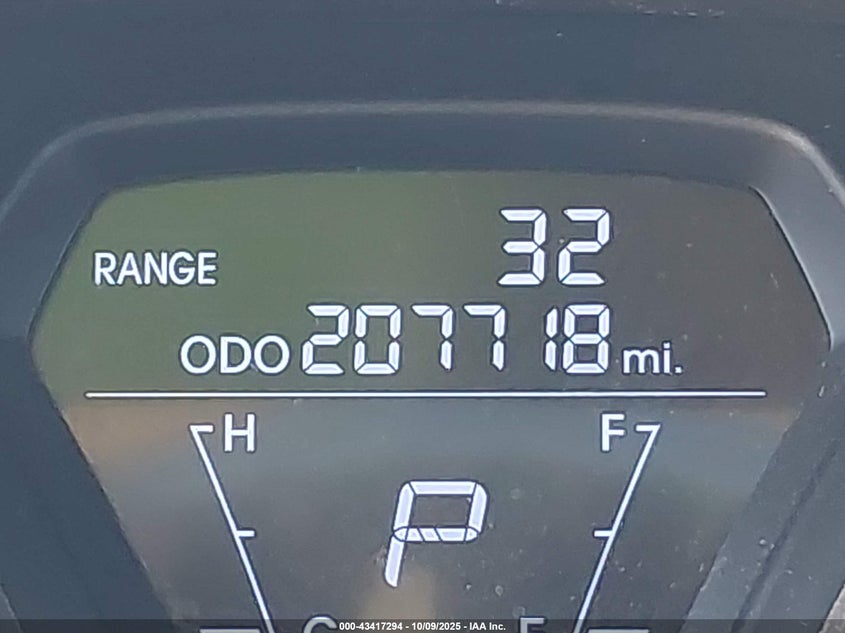 RANGE 32
ODO 207718 mi.
H F
P
C E
000-43417294 - 10/09/2025 - IAA Inc.